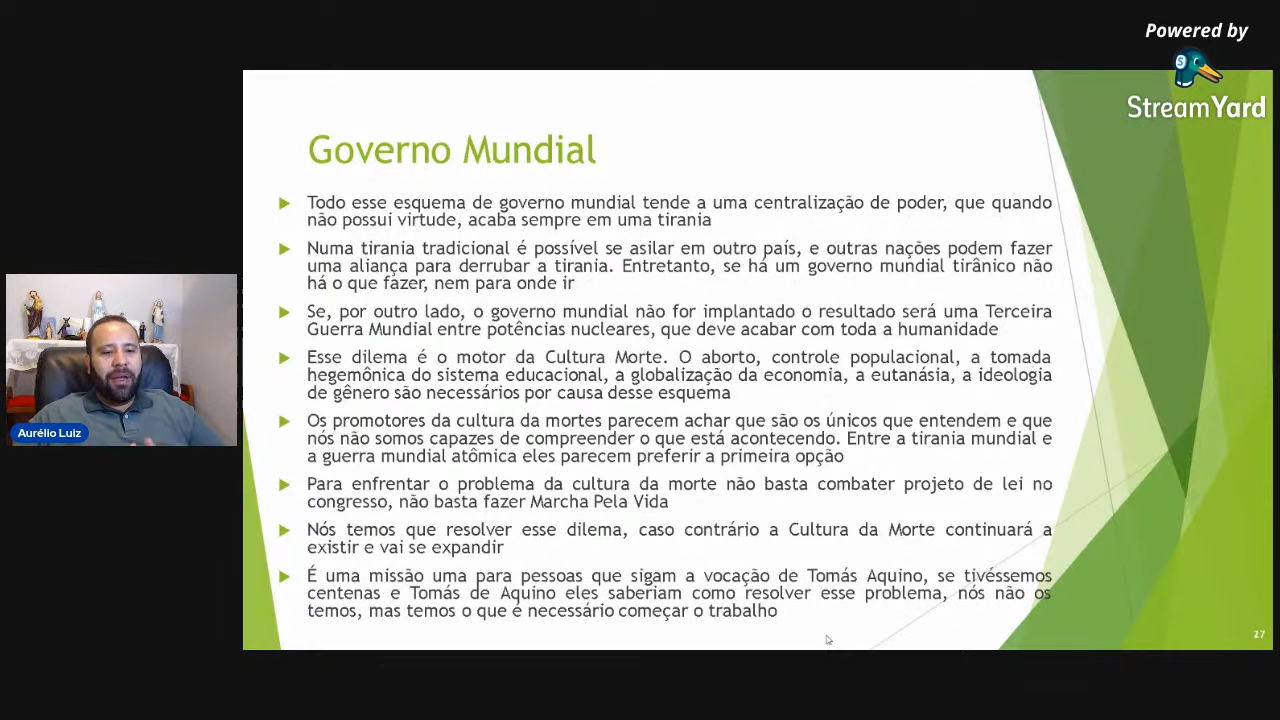 Powered by
StreamYard
Governo Mundial
Todo esse esquema de governo mundial tende a uma centralização de poder, que quando
não possui virtude, acaba sempre em uma tirania
Numa tirania tradicional é possível se asilar em outro país, e outras nações podem fazer
uma aliança para derrubar a tirania. Entretanto, se há um governo mundial tirânico não
há o que fazer, nem para onde ir
Se, por outro lado, o governo mundial não for implantado o resultado será uma Terceira
Guerra Mundial entre potências nucleares, que deve acabar com toda a humanidade
Esse dilema é o motor da Cultura Morte. O aborto, controle populacional, a tomada
hegemônica do sistema educacional, a globalização da economia, a eutanásia, a ideologia
de gênero são necessários por causa desse esquema
Os promotores da cultura da mortes parecem achar que são os únicos que entendem e que
nós não somos capazes de compreender o que está acontecendo. Entre a tirania mundial e
a guerra mundial atômica eles parecem preferir a primeira opção
Para enfrentar o problema da cultura da morte não basta combater projeto de lei no
congresso, não basta fazer Marcha Pela Vida
Nós temos que resolver esse dilema, caso contrário a Cultura da Morte continuará a
existir e vai se expandir
É uma missão uma para pessoas que sigam a vocação de Tomás Aquino, se tivéssemos
centenas e Tomás de Aquino eles saberiam como resolver esse problema, nós não os
temos, mas temos o que é necessário começar o trabalho
27
Aurélio Luiz